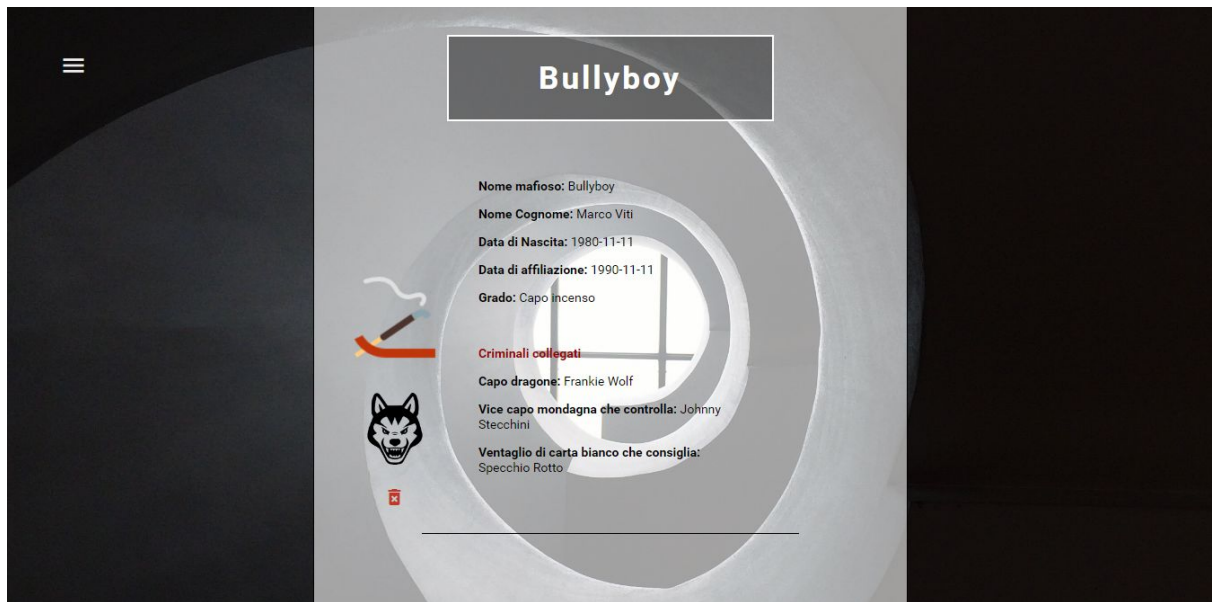 Bullyboy
Nome mafioso: Bullyboy
Nome Cognome: Marco Viti
Data di Nascita: 1980-11-11
Data di affiliazione: 1990-11-11
Grado: Capo incenso
Criminali collegati
Capo dragone: Frankie Wolf
Vice capo mondagna che controlla: Johnny
Stecchini
Ventaglio di carta bianco che consiglia:
Specchio Rotto